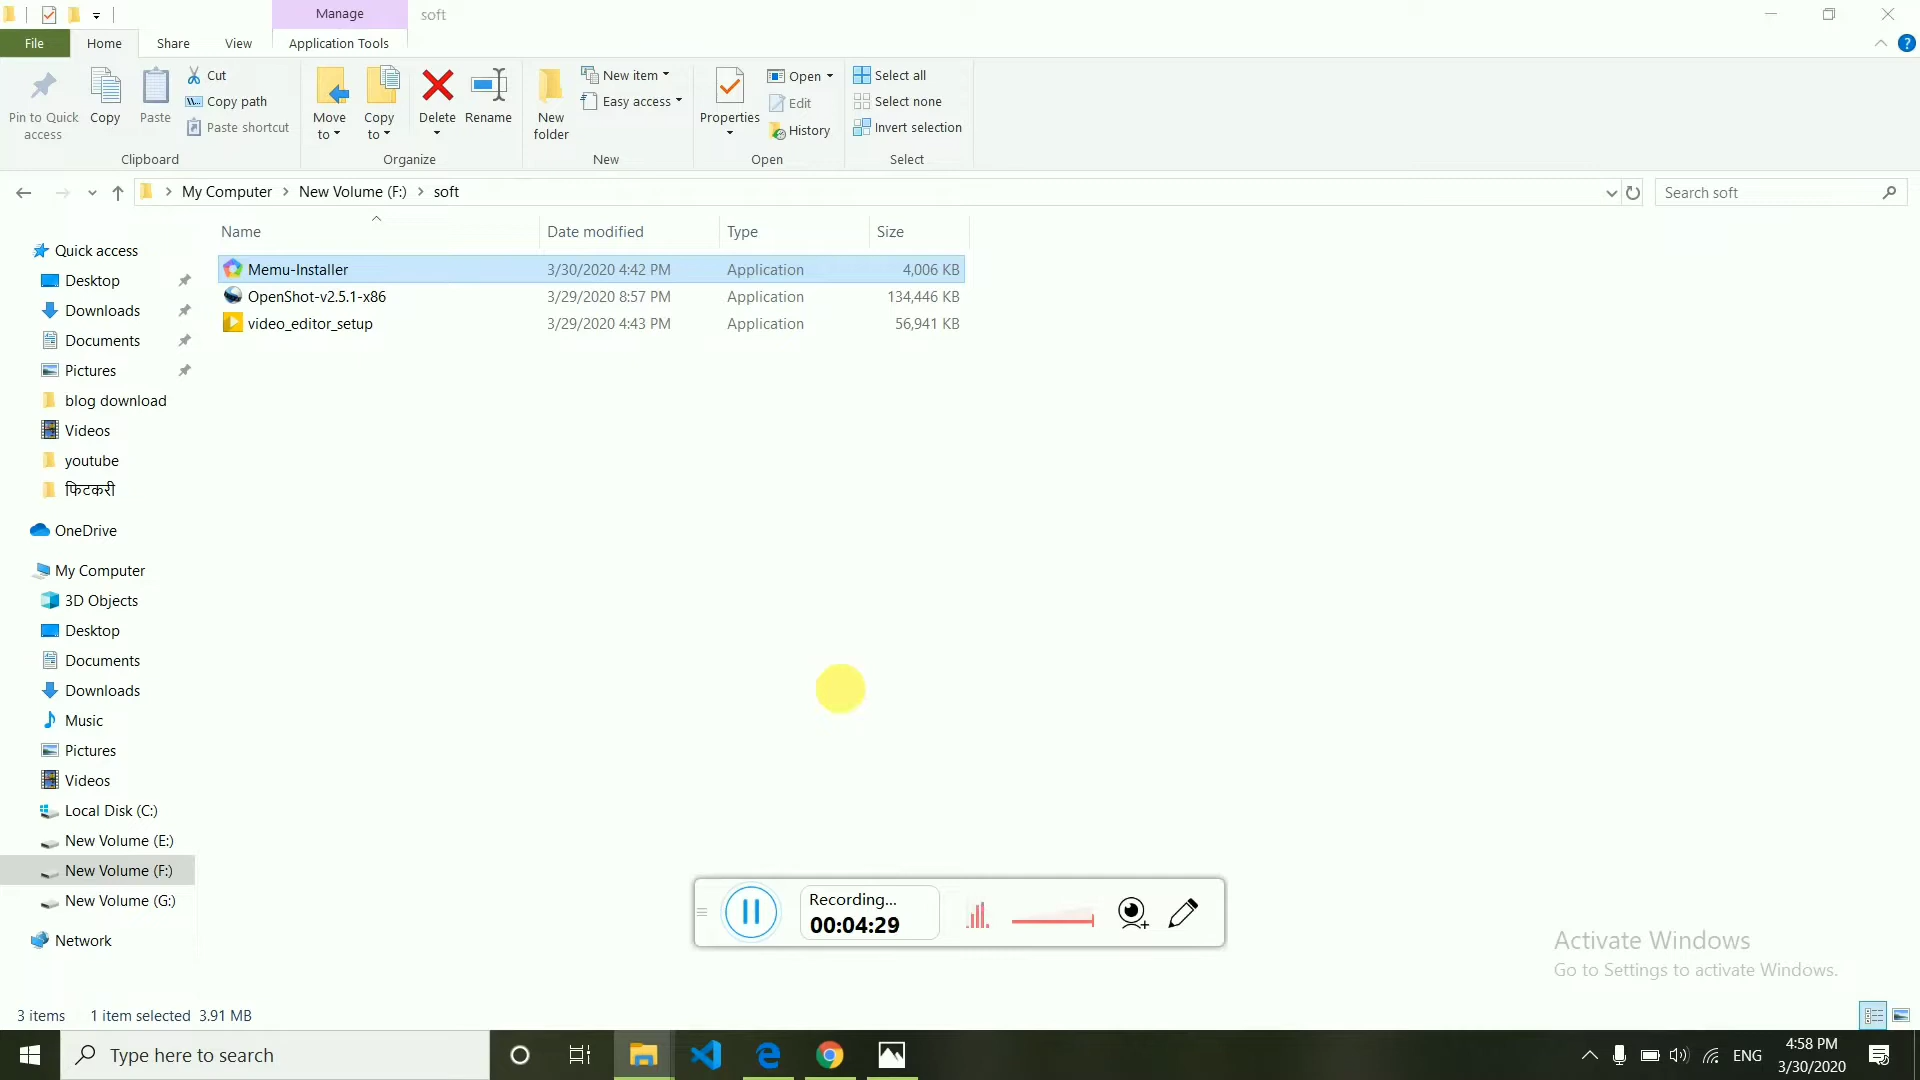 Manage
soft
File
Home
Share
View
Application Tools
Pin to Quick access
Copy
Paste
Cut
Copy path
Paste shortcut
Clipboard
Move to
Copy to
Delete
Rename
Organize
New folder
New item
Easy access
New
Properties
Open
Edit
History
Open
Select all
Select none
Invert selection
Select
My Computer
New Volume (F:)
soft
Search soft
Name
Date modified
Type
Size
Memu-Installer 3/30/2020 4:42 PM Application 4,006 KB
OpenShot-v2.5.1-x86 3/29/2020 8:57 PM Application 134,446 KB
video_editor_setup 3/29/2020 4:43 PM Application 56,941 KB
Quick access
Desktop
Downloads
Documents
Pictures
blog download
Videos
youtube
फिटकरी
OneDrive
My Computer
3D Objects
Desktop
Documents
Downloads
Music
Pictures
Videos
Local Disk (C:)
New Volume (E:)
New Volume (F:)
New Volume (G:)
Network
Recording...
00:04:29
Activate Windows
Go to Settings to activate Windows.
3 items
1 item selected 3.91 MB
Type here to search
ENG
4:58 PM
3/30/2020